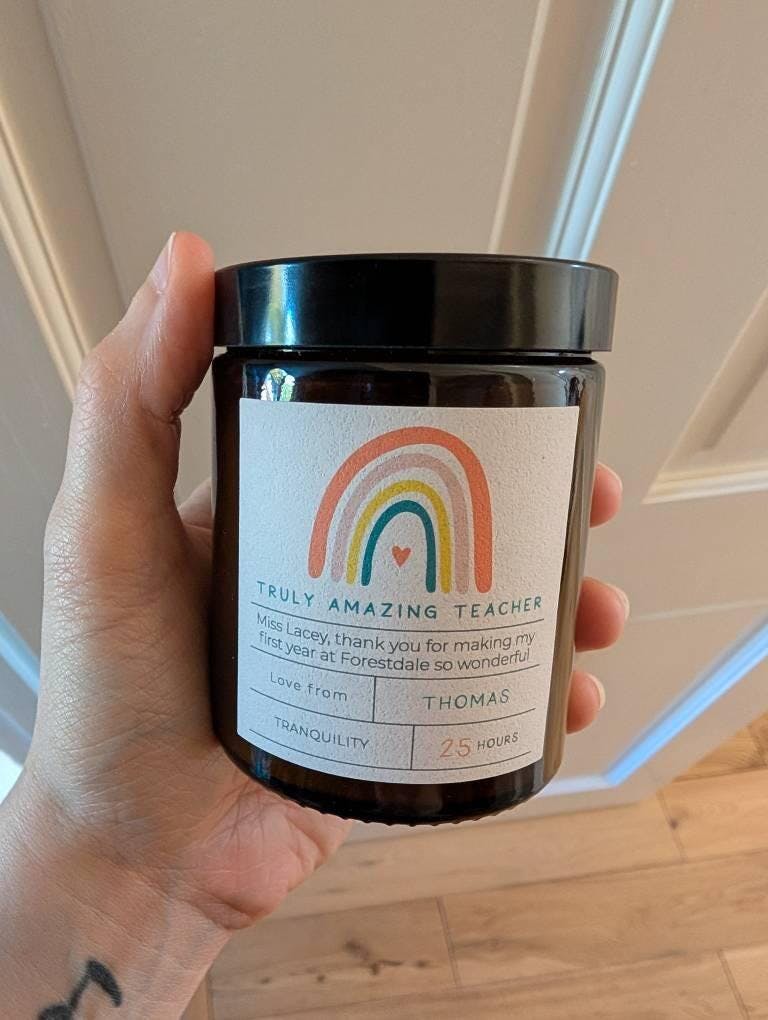 TRULY AMAZING TEACHER
Miss Lacey, thank you for making my
first year at Forestdale so wonderful
Love from THOMAS
TRANQUILITY 25 HOURS